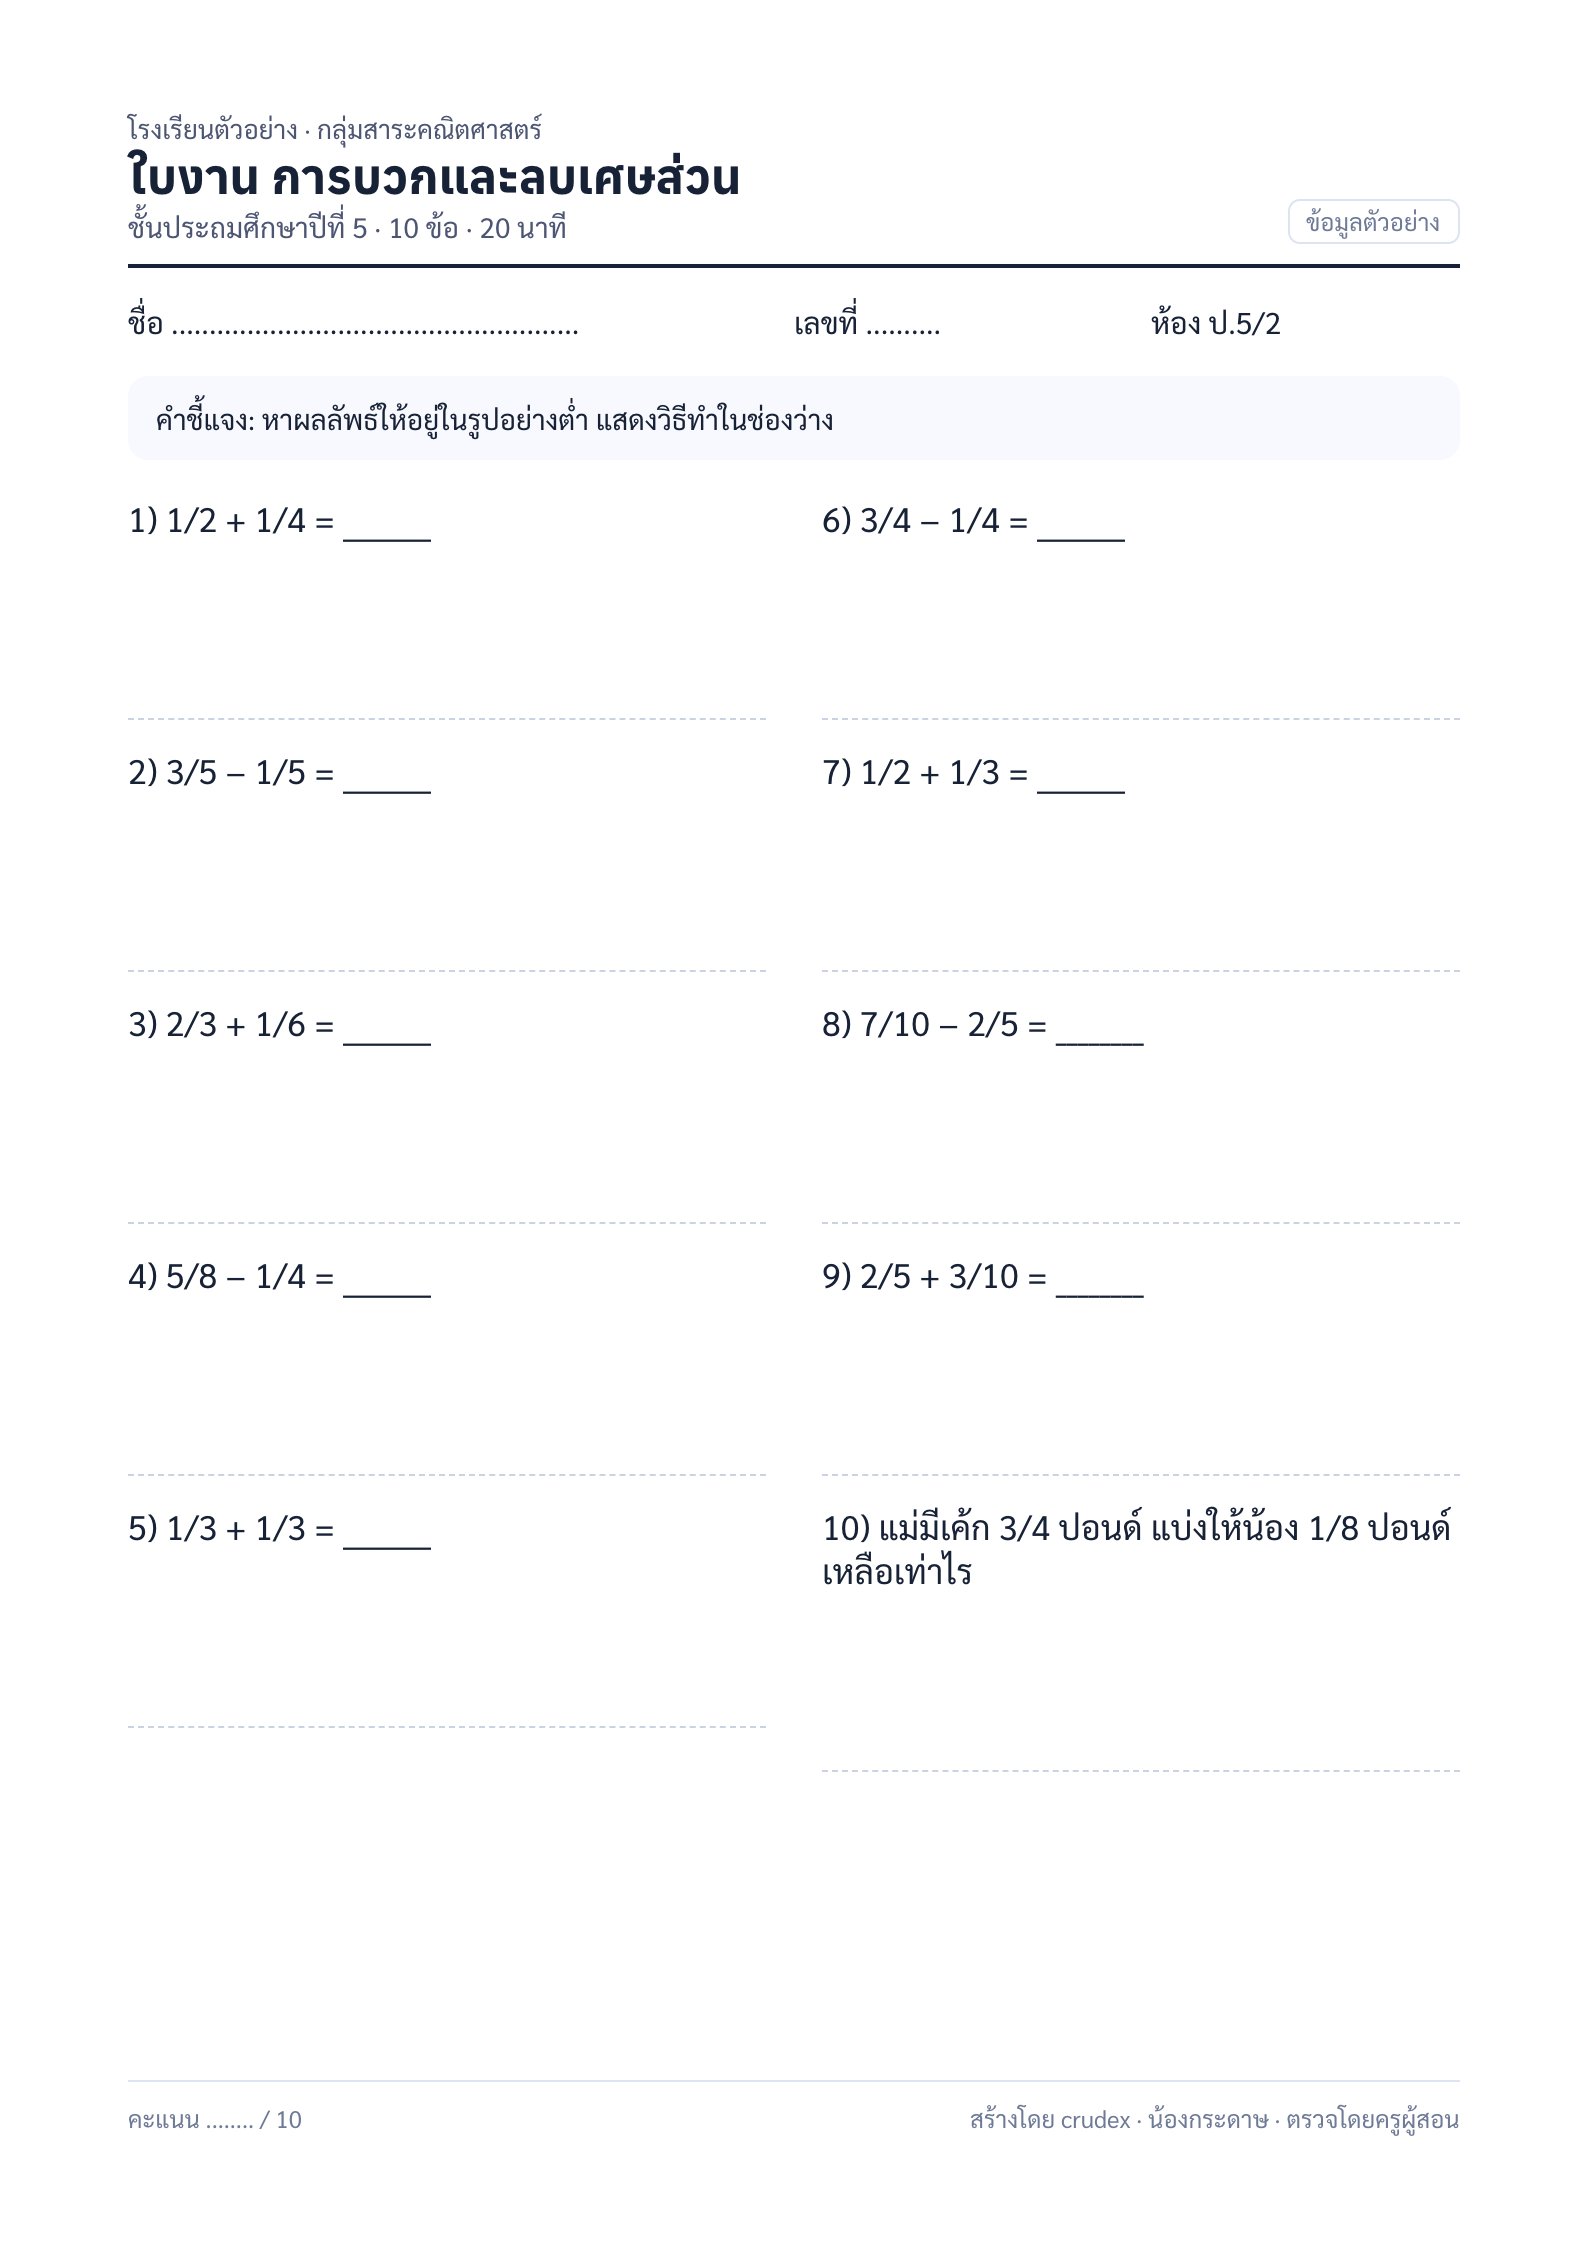 โรงเรียนตัวอย่าง · กลุ่มสาระคณิตศาสตร์
ใบงาน การบวกและลบเศษส่วน
ชั้นประถมศึกษาปีที่ 5 · 10 ข้อ · 20 นาที
ข้อมูลตัวอย่าง
ชื่อ ...................................................... เลขที่ .......... ห้อง ป.5/2
คำชี้แจง: หาผลลัพธ์ให้อยู่ในรูปอย่างต่ำ แสดงวิธีทำในช่องว่าง
1) 1/2 + 1/4 = ______
2) 3/5 − 1/5 = ______
3) 2/3 + 1/6 = ______
4) 5/8 − 1/4 = ______
5) 1/3 + 1/3 = ______
6) 3/4 − 1/4 = ______
7) 1/2 + 1/3 = ______
8) 7/10 − 2/5 = ______
9) 2/5 + 3/10 = ______
10) แม่มีเค้ก 3/4 ปอนด์ แบ่งให้น้อง 1/8 ปอนด์
เหลือเท่าไร
คะแนน ........ / 10
สร้างโดย crudex · น้องกระดาษ · ตรวจโดยครูผู้สอน